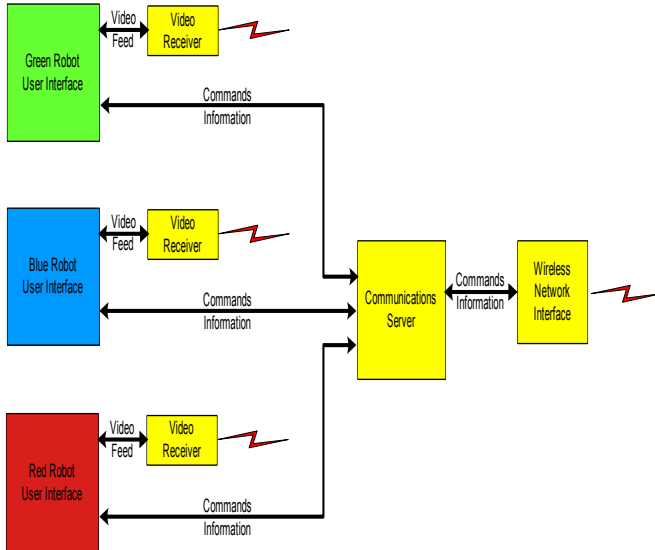 Video
Feed
Video
Receiver
Green Robot
User Interface
Commands
Information
Video
Feed
Video
Receiver
Blue Robot
User Interface
Commands
Information
Communications
Server
Commands
Information
Wireless
Network
Interface
Video
Feed
Video
Receiver
Red Robot
User Interface
Commands
Information